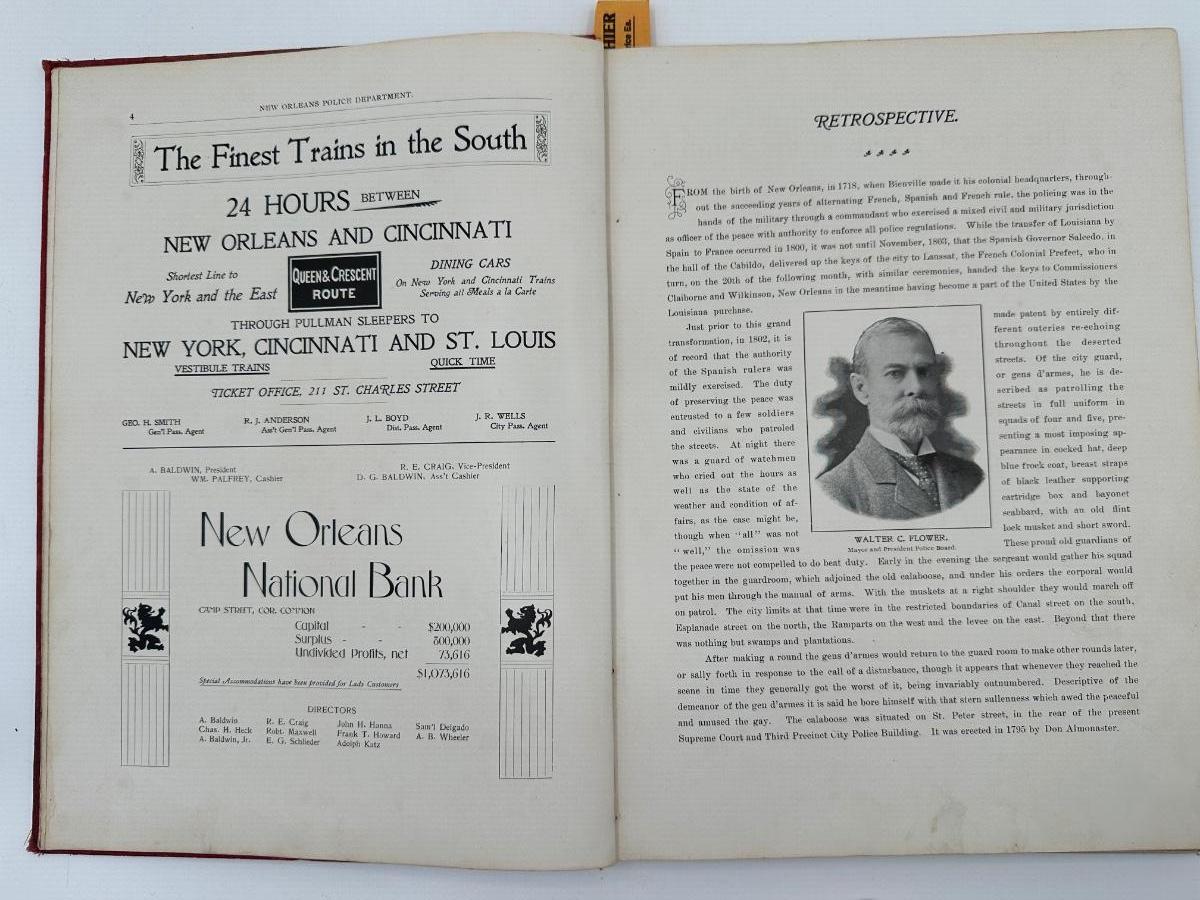 HIER
rice Ea.
NEW ORLEANS POLICE DEPARTMENT.
4
The Finest Trains in the South
24 HOURS BETWEEN
NEW ORLEANS AND CINCINNATI
Shortest Line to
New York and the East
QUEEN & CRESCENT
ROUTE
DINING CARS
On New York and Cincinnati Trains
Serving all Meals a la Carte
THROUGH PULLMAN SLEEPERS TO
NEW YORK, CINCINNATI AND ST. LOUIS
VESTIBULE TRAINS
QUICK TIME
TICKET OFFICE, 211 ST. CHARLES STREET
GEO. H. SMITH
Gen'l Pass. Agent
R. J. ANDERSON
Ass't Gen'l Pass. Agent
J. L. BOYD
Dist. Pass. Agent
J. R. WELLS
City Pass. Agent
A. BALDWIN, President
WM. PALFREY, Cashier
R. E. CRAIG, Vice-President
D. G. BALDWIN, Ass't Cashier
New Orleans
National Bank
CAMP STREET, COR. COMMON
Capital - - $200,000
Surplus - - 800,000
Undivided Profits, net 73,616
$1,073,616
Special Accommodations have been provided for Lady Customers
DIRECTORS
A. Baldwin
Chas. H. Heck
A. Baldwin, Jr.
R. E. Craig
Robt. Maxwell
E. G. Schlieder
John H. Hanna
Frank T. Howard
Adolph Katz
Sam'l Delgado
A. B. Wheeler
RETROSPECTIVE.
FROM the birth of New Orleans, in 1718, when Bienville made it his colonial headquarters, through-
out the succeeding years of alternating French, Spanish and French rule, the policing was in the
hands of the military through a commandant who exercised a mixed civil and military jurisdiction
as officer of the peace with authority to enforce all police regulations. While the transfer of Louisiana by
Spain to France occurred in 1800, it was not until November, 1803, that the Spanish Governor Salcedo, in
the hall of the Cabildo, delivered up the keys of the city to Laussat, the French Colonial Prefect, who in
turn, on the 20th of the following month, with similar ceremonies, handed the keys to Commissioners
Claiborne and Wilkinson, New Orleans in the meantime having become a part of the United States by the
Louisiana purchase.
Just prior to this grand
transformation, in 1802, it is
of record that the authority
of the Spanish rulers was
mildly exercised. The duty
of preserving the peace was
entrusted to a few soldiers
and civilians who patroled
the streets. At night there
was a guard of watchmen
who cried out the hours as
well as the state of the
weather and condition of af-
fairs, as the case might be,
though when "all" was not
"well," the omission was
WALTER C. FLOWER.
Mayor and President Police Board.
made patent by entirely dif-
ferent outcries re-echoing
throughout the deserted
streets. Of the city guard,
or gens d'armes, he is de-
scribed as patrolling the
streets in full uniform in
squads of four and five, pre-
senting a most imposing ap-
pearance in cocked hat, deep
blue frock coat, breast straps
of black leather supporting
cartridge box and bayonet
scabbard, with an old flint
lock musket and short sword.
These proud old guardians of
the peace were not compelled to do beat duty. Early in the evening the sergeant would gather his squad
together in the guardroom, which adjoined the old calaboose, and under his orders the corporal would
put his men through the manual of arms. With the muskets at a right shoulder they would march off
on patrol. The city limits at that time were in the restricted boundaries of Canal street on the south,
Esplanade street on the north, the Ramparts on the west and the levee on the east. Beyond that there
was nothing but swamps and plantations.
After making a round the gens d'armes would return to the guard room to make other rounds later,
or sally forth in response to the call of a disturbance, though it appears that whenever they reached the
scene in time they generally got the worst of it, being invariably outnumbered. Descriptive of the
demeanor of the gen d'armes it is said he bore himself with that stern sullenness which awed the peaceful
and amused the gay. The calaboose was situated on St. Peter street, in the rear of the present
Supreme Court and Third Precinct City Police Building. It was erected in 1795 by Don Almonaster.